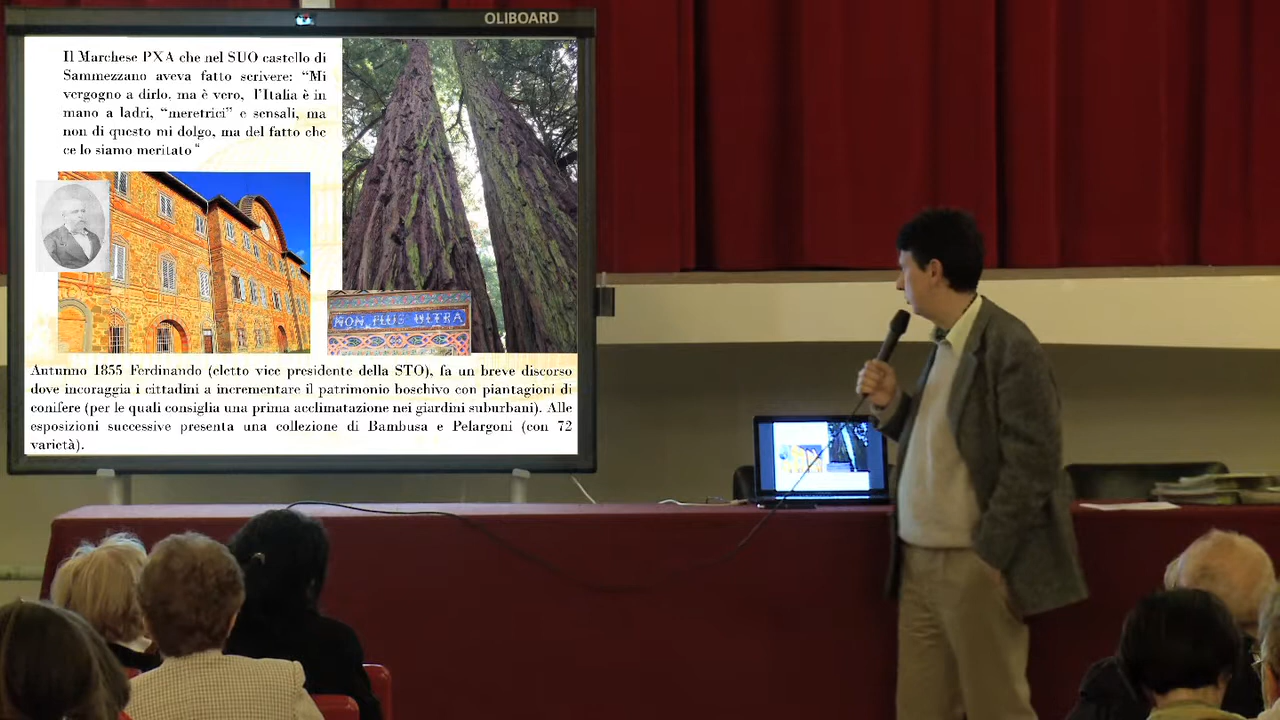 OLIBOARD
Il Marchese PXA che nel SUO castello di
Sammezzano aveva fatto scrivere: “Mi
vergogno a dirlo, ma è vero, l'Italia è in
mano a ladri, “meretrici” e sensali, ma
non di questo mi dolgo, ma del fatto che
ce lo siamo meritato “
NON PLUS ULTRA
Autunno 1855 Ferdinando (eletto vice presidente della STO), fa un breve discorso
dove incoraggia i cittadini a incrementare il patrimonio boschivo con piantagioni di
conifere (per le quali consiglia una prima acclimatazione nei giardini suburbani). Alle
esposizioni successive presenta una collezione di Bambusa e Pelargoni (con 72
varietà).